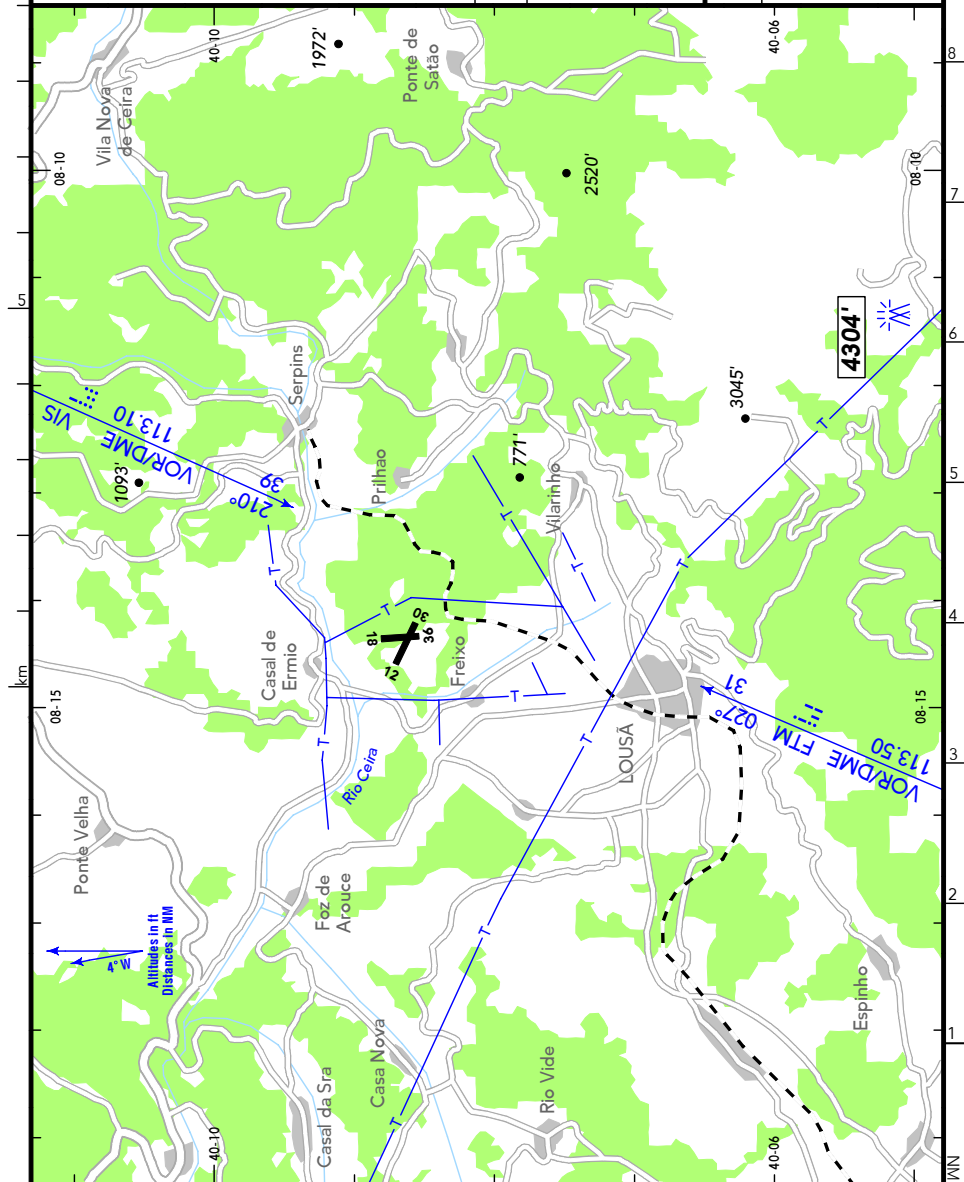 40-10
1972'
Ponte de
Satão
40-06
8
Vila Nova
de Ceira
08-10
2520'
08-10
7
5
4304'
6
VIS
113.10
VOR/DME
Serpins
3045'
1093'
39
210°
Prilhao
771'
Vilarinho
5
T
T
T
T
T
T
18
36
30
12
Casal de
Ermio
Freixo
4
km
08-15
T
T
T
LOUSÃ
31
027°
FTM
VOR/DME
113.50
08-15
3
Rio Ceira
Ponte Velha
Foz de
Arouce
2
T
4°W
Altitudes in ft
Distances in NM
Espinho
1
Casa Nova
Casal da Sra
Rio Vide
T
40-10
40-06
NM